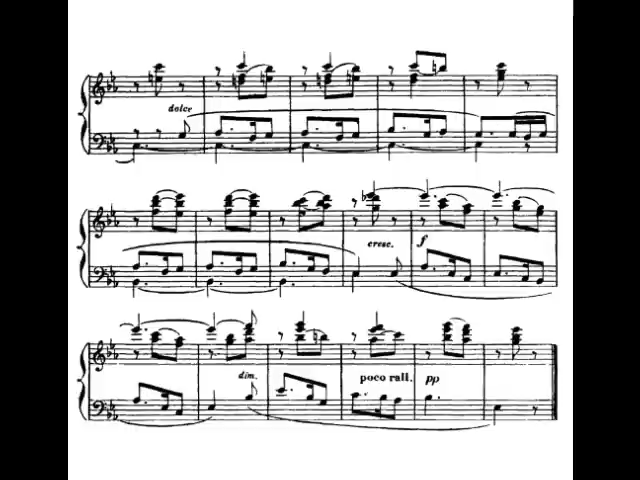 dolce
cresc. f
dim. poco rall. pp